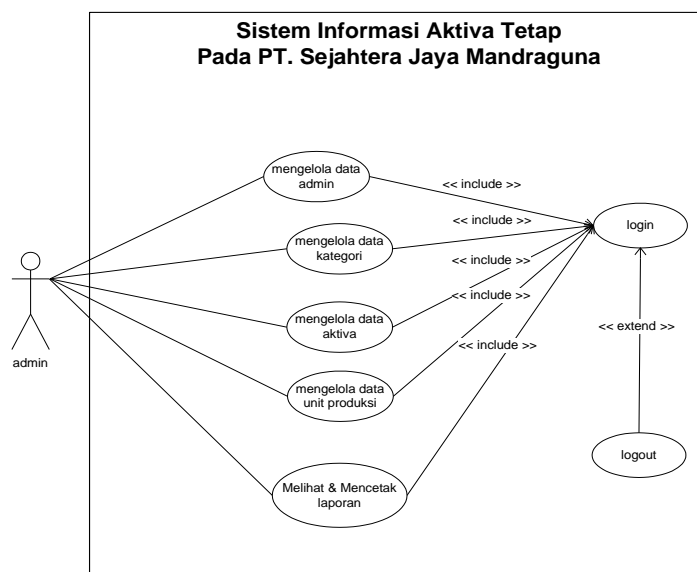 Sistem Informasi Aktiva Tetap
Pada PT. Sejahtera Jaya Mandraguna
mengelola data
admin
<< include >>
mengelola data
kategori
<< include >>
login
<< include >>
mengelola data
aktiva
<< include >>
<< extend >>
<< include >>
admin
mengelola data
unit produksi
logout
Melihat & Mencetak
laporan